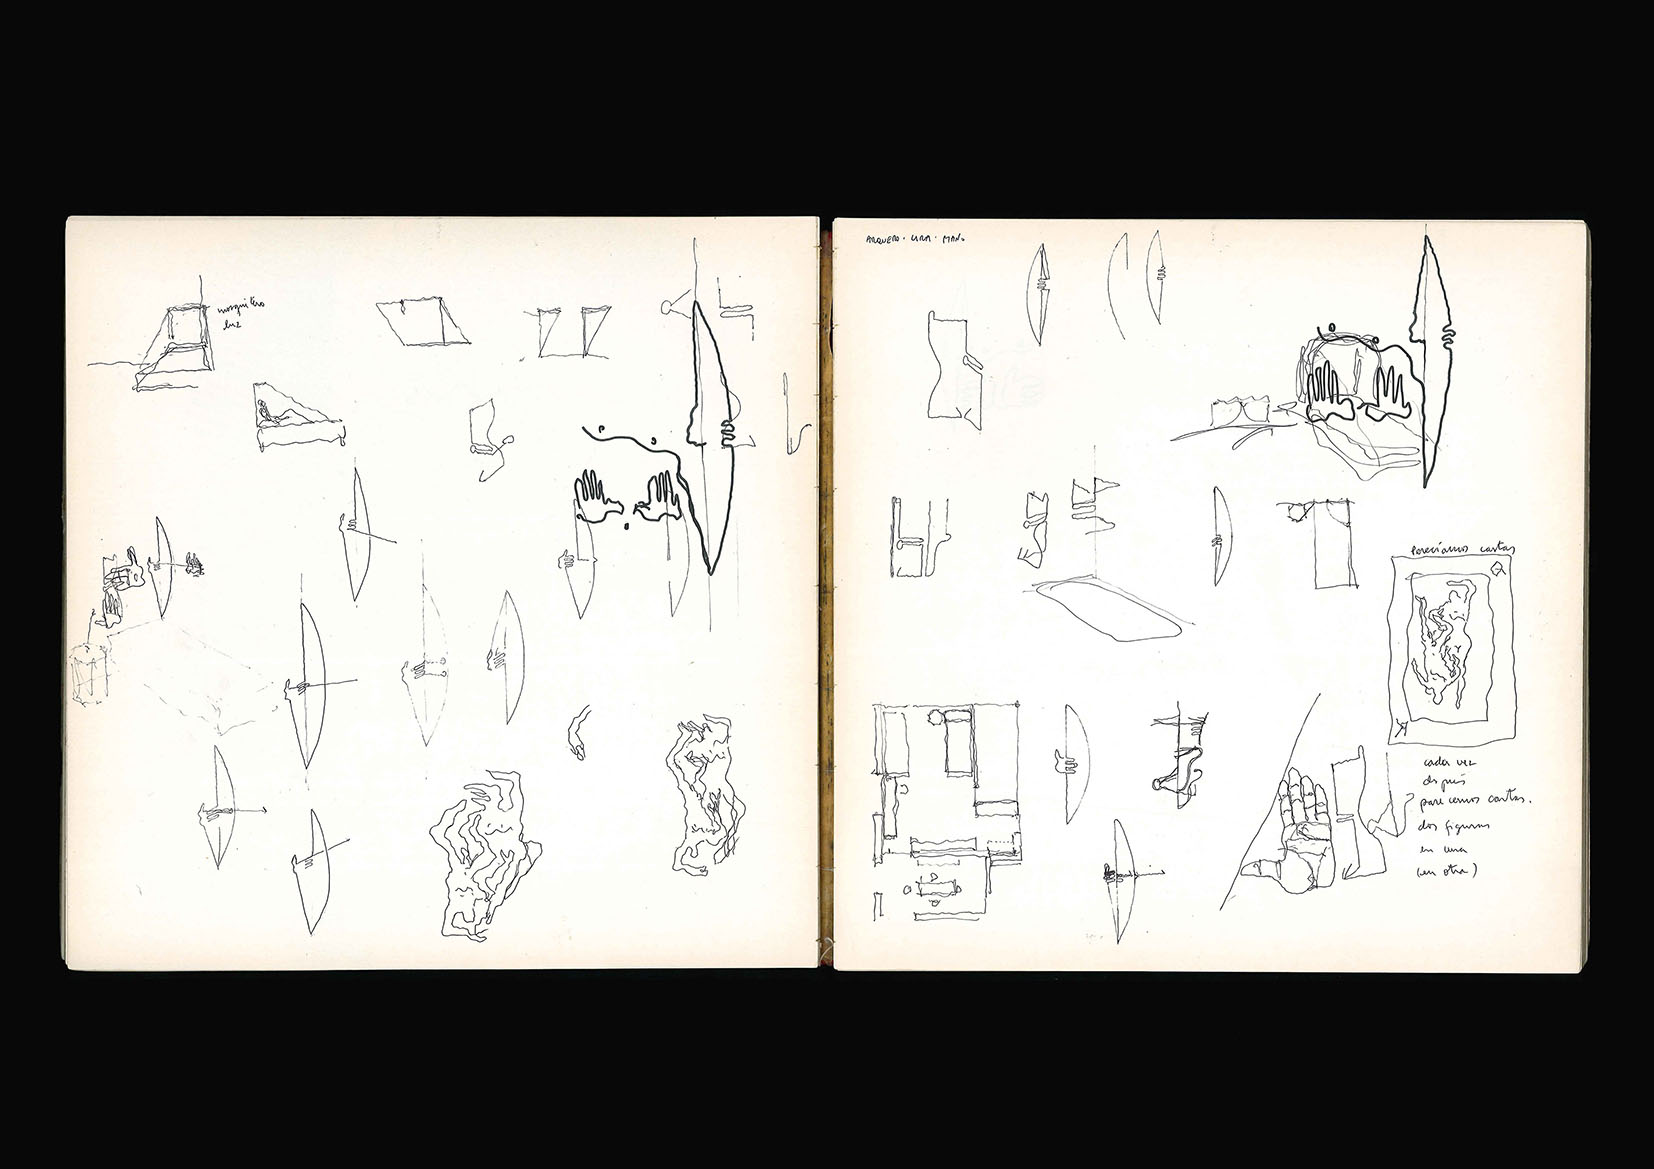 mosquitero
luz
ARQUERO · LIRA · MANO
Parecíamos cartas
cada vez
después
parecemos cartas.
dos figuras
en una
(en otra)